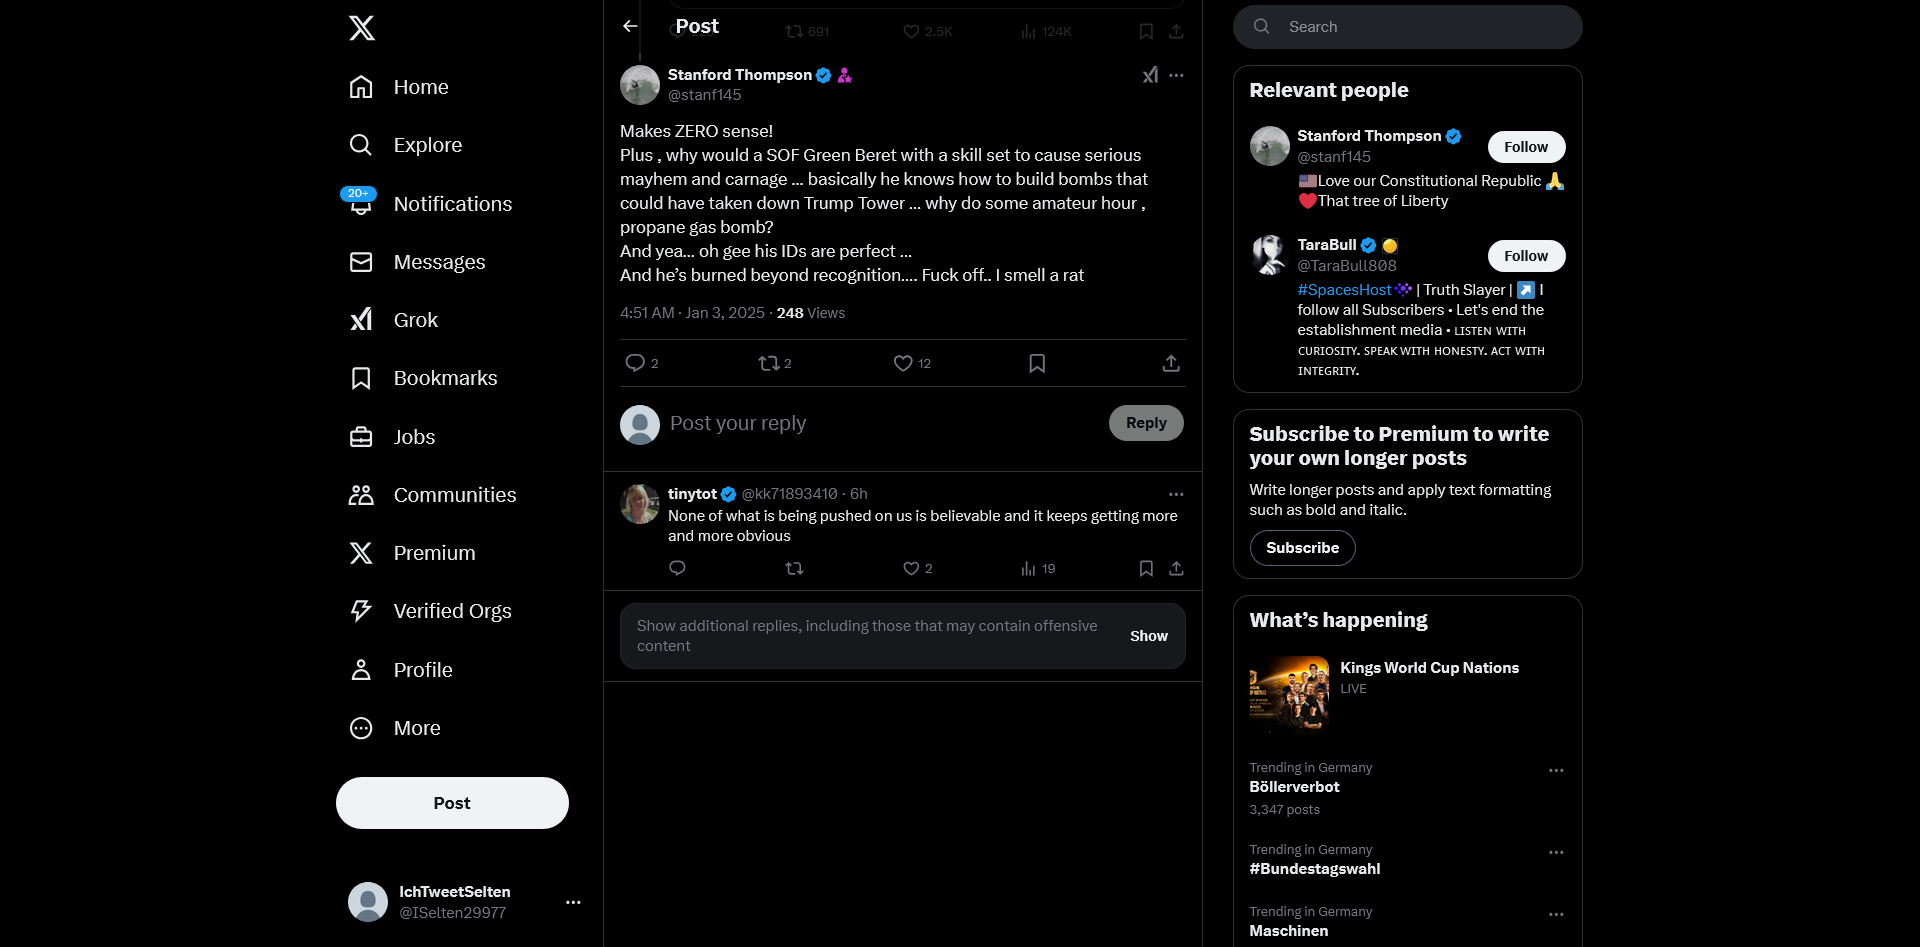 Home
Explore
20+
Notifications
Messages
Grok
Bookmarks
Jobs
Communities
Premium
Verified Orgs
Profile
More
Post
IchTweetSelten
@ISelten29977
Post
691
2.5K
124K
Stanford Thompson
@stanf145
Makes ZERO sense!
Plus , why would a SOF Green Beret with a skill set to cause serious
mayhem and carnage ... basically he knows how to build bombs that
could have taken down Trump Tower ... why do some amateur hour ,
propane gas bomb?
And yea... oh gee his IDs are perfect ...
And he’s burned beyond recognition.... Fuck off.. I smell a rat
4:51 AM · Jan 3, 2025 · 248 Views
2
2
12
Post your reply
Reply
tinytot @kk71893410 · 6h
None of what is being pushed on us is believable and it keeps getting more
and more obvious
2
19
Show additional replies, including those that may contain offensive
content
Show
Search
Relevant people
Stanford Thompson
@stanf145
Follow
🇺🇸Love our Constitutional Republic 🙏
❤️That tree of Liberty
TaraBull
@TaraBull808
Follow
#SpacesHost | Truth Slayer | ↗️ I
follow all Subscribers • Let's end the
establishment media • ʟɪsᴛᴇɴ ᴡɪᴛʜ
ᴄᴜʀɪᴏsɪᴛʏ. sᴘᴇᴀᴋ ᴡɪᴛʜ ʜᴏɴᴇsᴛʏ. ᴀᴄᴛ ᴡɪᴛʜ
ɪɴᴛᴇɢʀɪᴛʏ.
Subscribe to Premium to write
your own longer posts
Write longer posts and apply text formatting
such as bold and italic.
Subscribe
What’s happening
Kings World Cup Nations
LIVE
Trending in Germany
Böllerverbot
3,347 posts
Trending in Germany
#Bundestagswahl
Trending in Germany
Maschinen